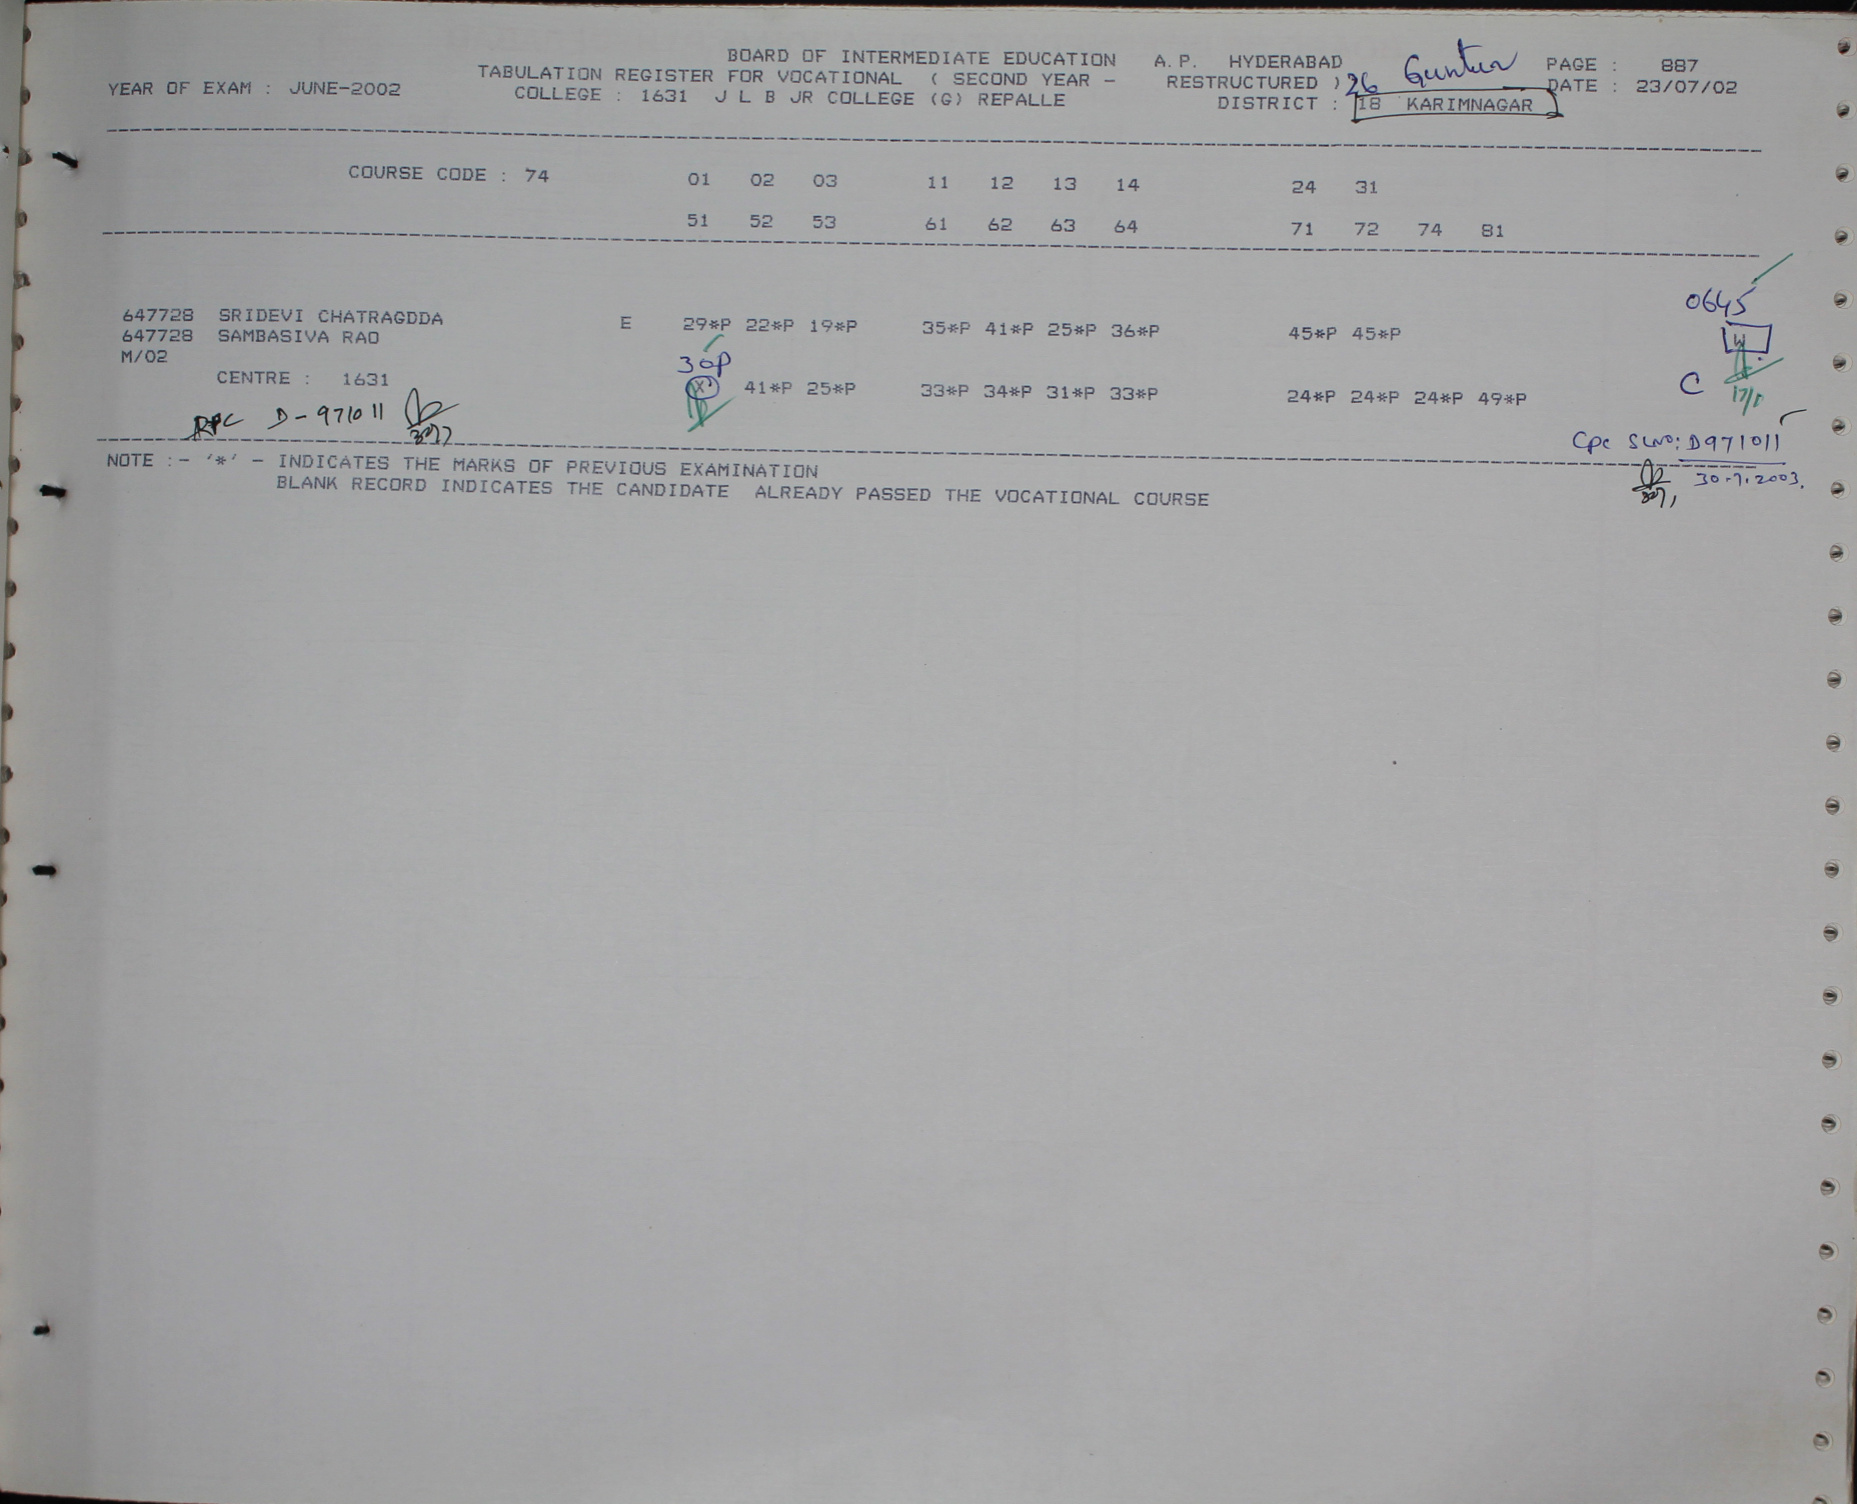 BOARD OF INTERMEDIATE EDUCATION A.P. HYDERABAD PAGE : 887
TABULATION REGISTER FOR VOCATIONAL ( SECOND YEAR - RESTRUCTURED ) 26 Guntur DATE : 23/07/02
YEAR OF EXAM : JUNE-2002 COLLEGE : 1631 J L B JR COLLEGE (G) REPALLE DISTRICT : 18 KARIMNAGAR
COURSE CODE : 74 01 02 03 11 12 13 14 24 31
51 52 53 61 62 63 64 71 72 74 81
0645
647728 SRIDEVI CHATRAGDDA E 29*P 22*P 19*P 35*P 41*P 25*P 36*P 45*P 45*P
647728 SAMBASIVA RAO W
M/02 30P
CENTRE : 1631 X 41*P 25*P 33*P 34*P 31*P 33*P 24*P 24*P 24*P 49*P C
D-971011
Cpc Slno: D971011
NOTE :- '*' - INDICATES THE MARKS OF PREVIOUS EXAMINATION
30.7.2003.
BLANK RECORD INDICATES THE CANDIDATE ALREADY PASSED THE VOCATIONAL COURSE